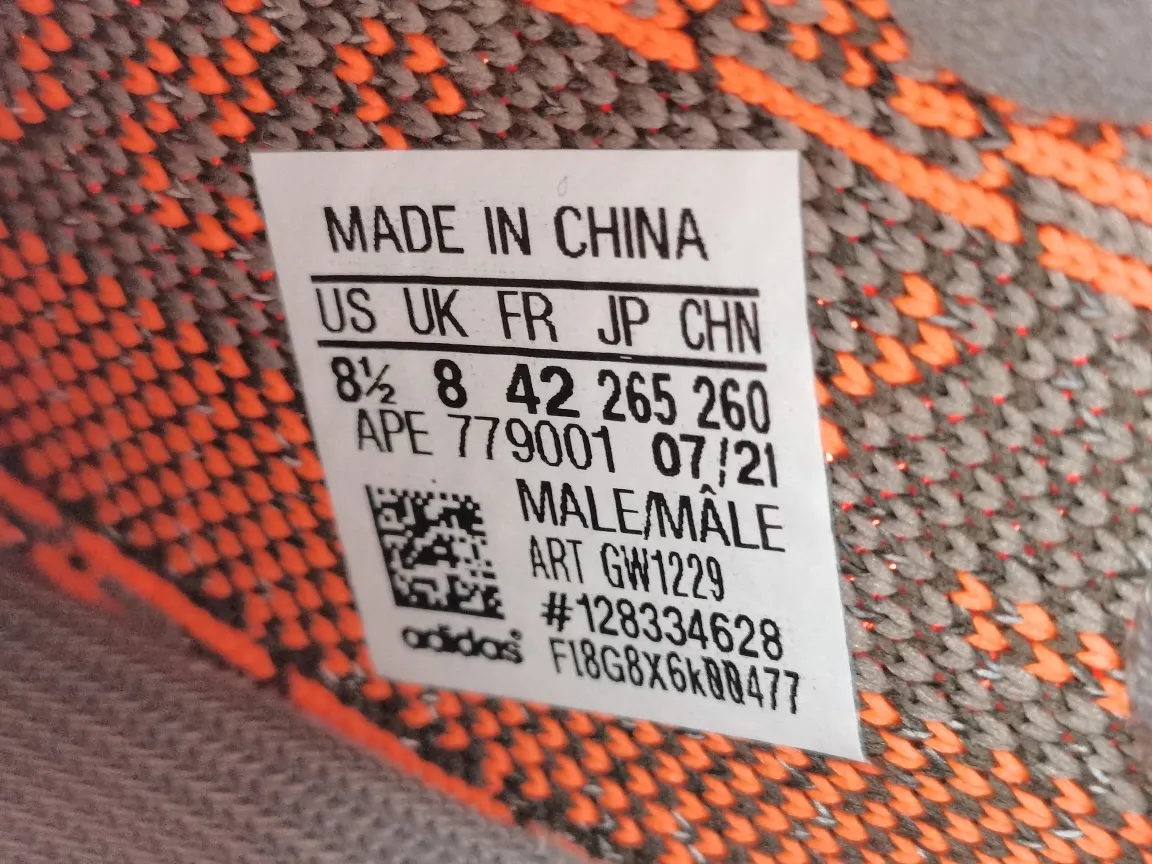 MADE IN CHINA
US UK FR JP CHN
8½ 8 42 265 260
APE 779001 07/21
MALE/MÂLE
ART GW1229
#128334628
adidas
FI8G8X6k00477